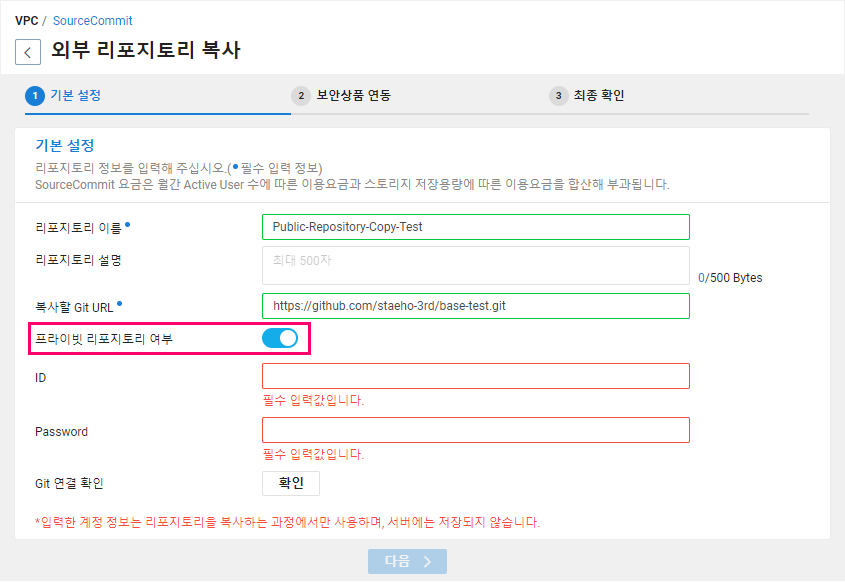 VPC / SourceCommit
외부 리포지토리 복사
1 기본 설정 2 보안상품 연동 3 최종 확인
기본 설정
리포지토리 정보를 입력해 주십시오.(● 필수 입력 정보)
SourceCommit 요금은 월간 Active User 수에 따른 이용요금과 스토리지 저장용량에 따른 이용요금을 합산해 부과됩니다.
리포지토리 이름● Public-Repository-Copy-Test
리포지토리 설명 최대 500자
0/500 Bytes
복사할 Git URL● https://github.com/staeho-3rd/base-test.git
프라이빗 리포지토리 여부
ID
필수 입력값입니다.
Password
필수 입력값입니다.
Git 연결 확인 확인
*입력한 계정 정보는 리포지토리을 복사하는 과정에서만 사용하며, 서버에는 저장되지 않습니다.
다음 >